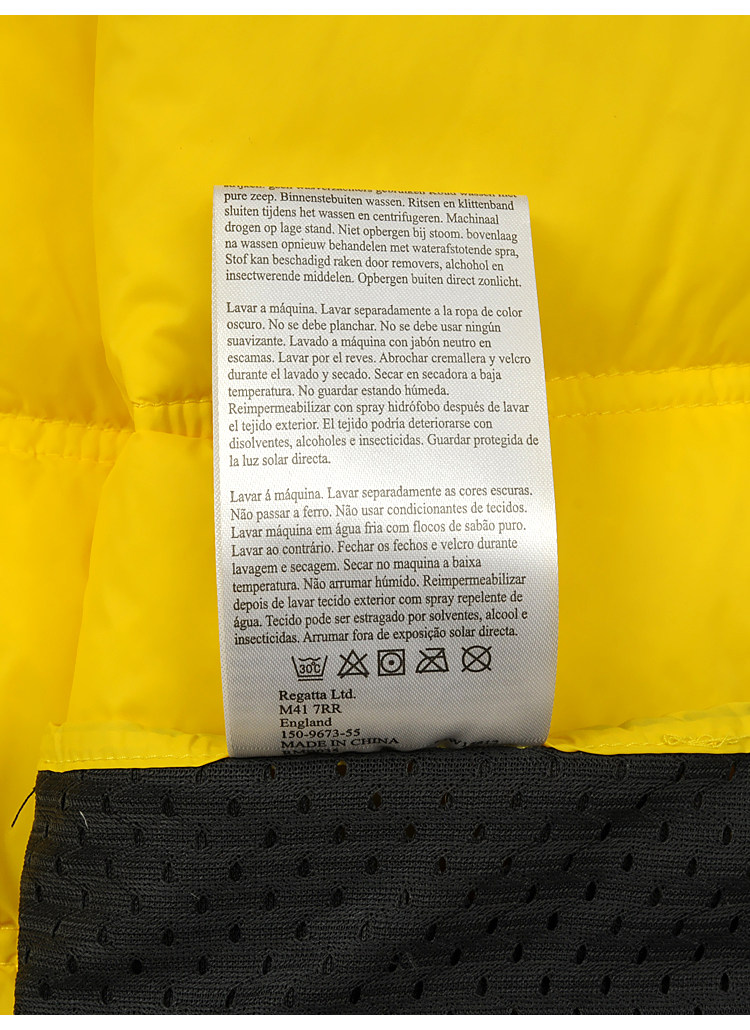 strijken. geen wasverzachters gebruiken Koud wassen met
pure zeep. Binnenstebuiten wassen. Ritsen en klittenband
sluiten tijdens het wassen en centrifugeren. Machinaal
drogen op lage stand. Niet opbergen bij stoom. bovenlaag
na wassen opnieuw behandelen met waterafstotende spra,
Stof kan beschadigd raken door removers, alchohol en
insectwerende middelen. Opbergen buiten direct zonlicht.
Lavar a máquina. Lavar separadamente a la ropa de color
oscuro. No se debe planchar. No se debe usar ningún
suavizante. Lavado a máquina con jabón neutro en
escamas. Lavar por el reves. Abrochar cremallera y velcro
durante el lavado y secado. Secar en secadora a baja
temperatura. No guardar estando húmeda.
Reimpermeabilizar con spray hidrófobo después de lavar
el tejido exterior. El tejido podría deteriorarse con
disolventes, alcoholes e insecticidas. Guardar protegida de
la luz solar directa.
Lavar á máquina. Lavar separadamente as cores escuras.
Não passar a ferro. Não usar condicionantes de tecidos.
Lavar máquina em água fria com flocos de sabão puro.
Lavar ao contrário. Fechar os fechos e velcro durante
lavagem e secagem. Secar no maquina a baixa
temperatura. Não arrumar húmido. Reimpermeabilizar
depois de lavar tecido exterior com spray repelente de
água. Tecido pode ser estragado por solventes, alcool e
insecticidas. Arrumar fora de exposição solar directa.
30°C
Regatta Ltd.
M41 7RR
England
150-9673-55
MADE IN CHINA